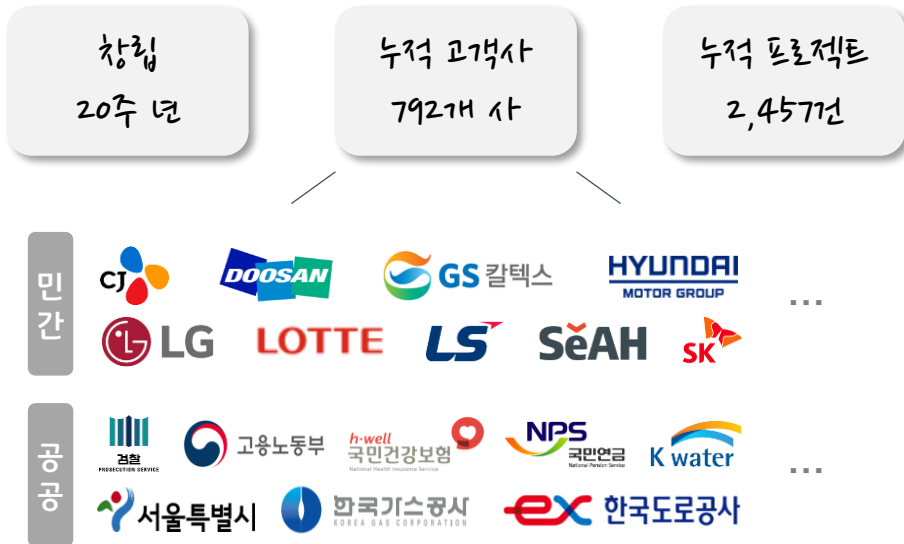 창립
20주 년
누적 고객사
792개 사
누적 프로젝트
2,457건
민간
CJ
DOOSAN
GS 칼텍스
HYUNDAI
MOTOR GROUP
...
LG
LOTTE
LS
SeAH
SK
공공
검찰
PROSECUTION SERVICE
고용노동부
h-well
국민건강보험
National Health Insurance Service
NPS
국민연금
National Pension Service
K water
...
서울특별시
한국가스공사
KOREA GAS CORPORATION
ex 한국도로공사